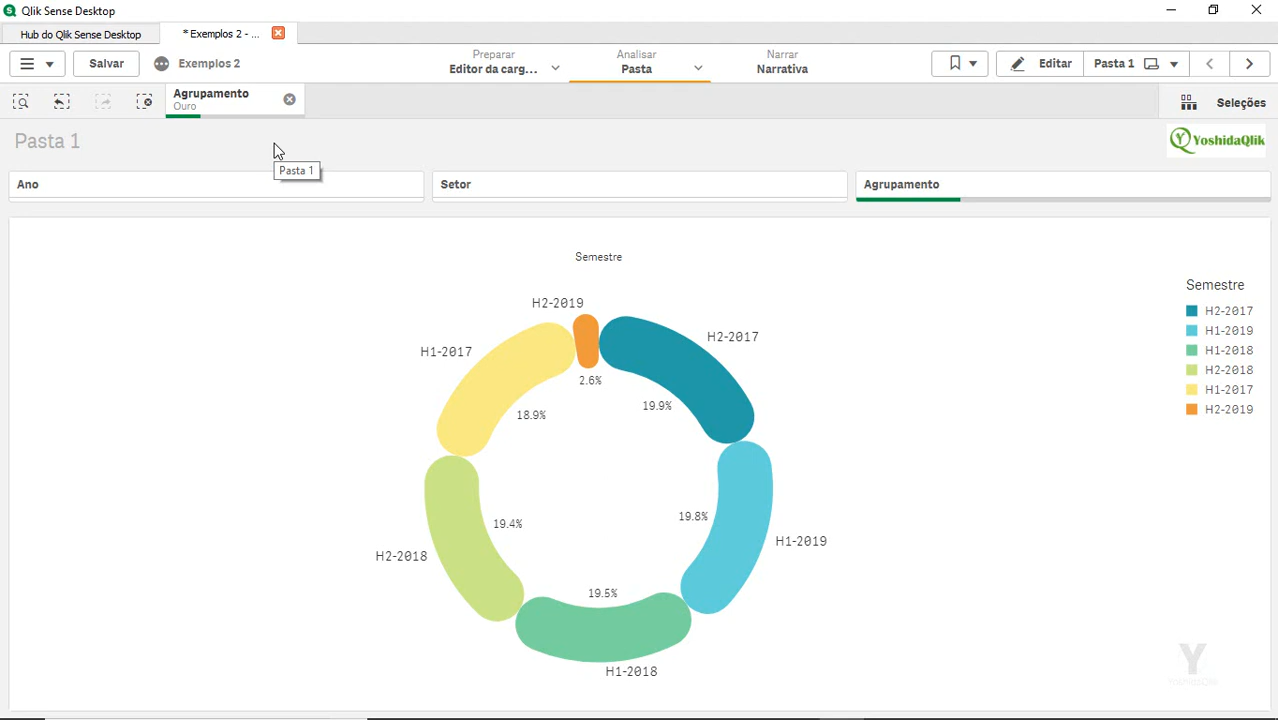 Qlik Sense Desktop
Hub do Qlik Sense Desktop
*Exemplos 2 - ...
Salvar
Exemplos 2
Preparar
Editor da carg...
Analisar
Pasta
Narrar
Narrativa
Editar
Pasta 1
Agrupamento
Ouro
Seleções
Pasta 1
YoshidaQlik
Pasta 1
Ano
Setor
Agrupamento
Semestre
H2-2019
H2-2017
H1-2017
2.6%
19.9%
18.9%
19.8%
19.4%
H1-2019
H2-2018
19.5%
H1-2018
Semestre
H2-2017
H1-2019
H1-2018
H2-2018
H1-2017
H2-2019
Y
YoshidaQlik